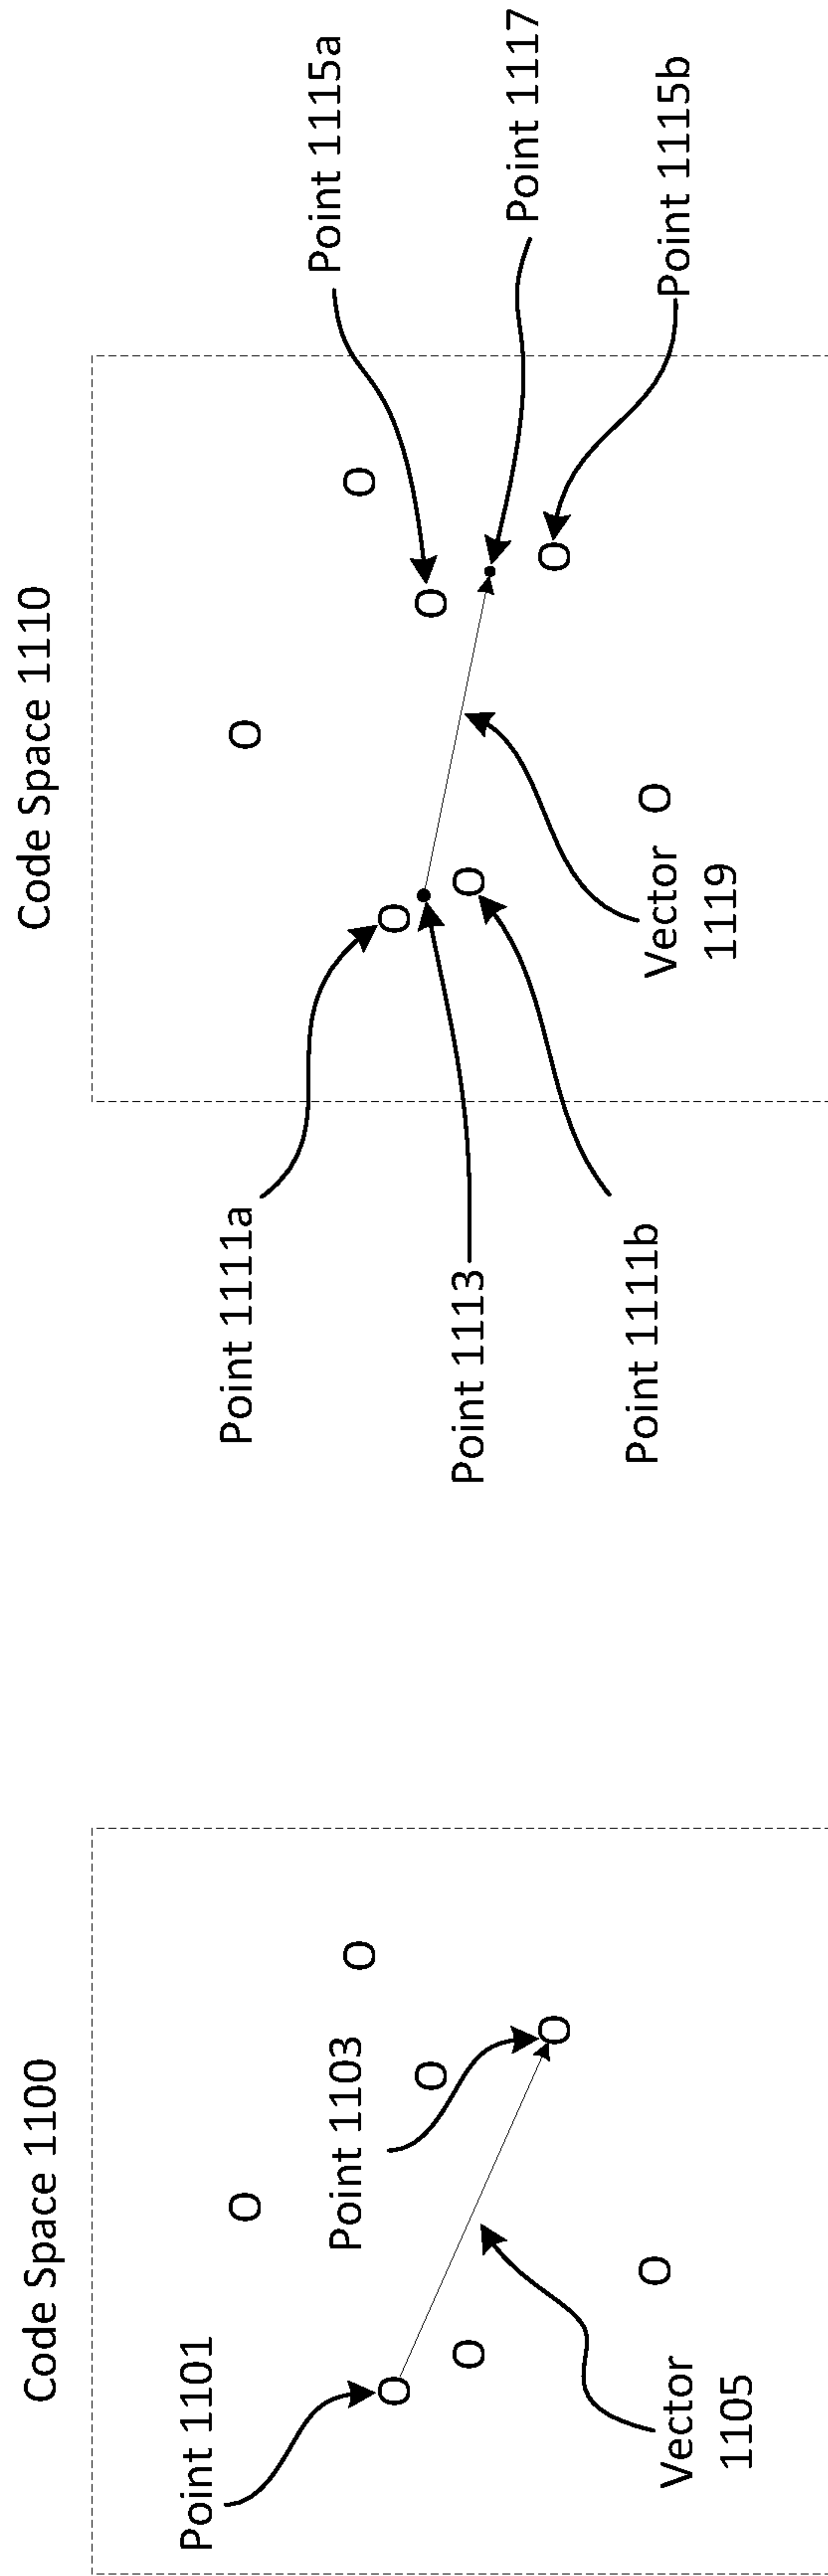 Code Space 1100
Point 1101
Point 1103
Vector
1105
Code Space 1110
Point 1111a
Point 1113
Point 1111b
Vector
1119
Point 1115a
Point 1117
Point 1115b